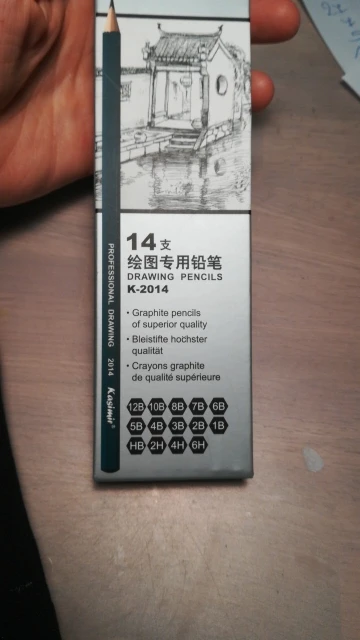 14支
绘图专用铅笔
DRAWING PENCILS
K-2014
· Graphite pencils
of superior quality
· Bleistifte hochster
qualität
· Crayons graphite
de qualité supérieure
12B 10B 8B 7B 6B
5B 4B 3B 2B 1B
HB 2H 4H 6H
PROFESSIONAL DRAWING 2014 Kasimir®